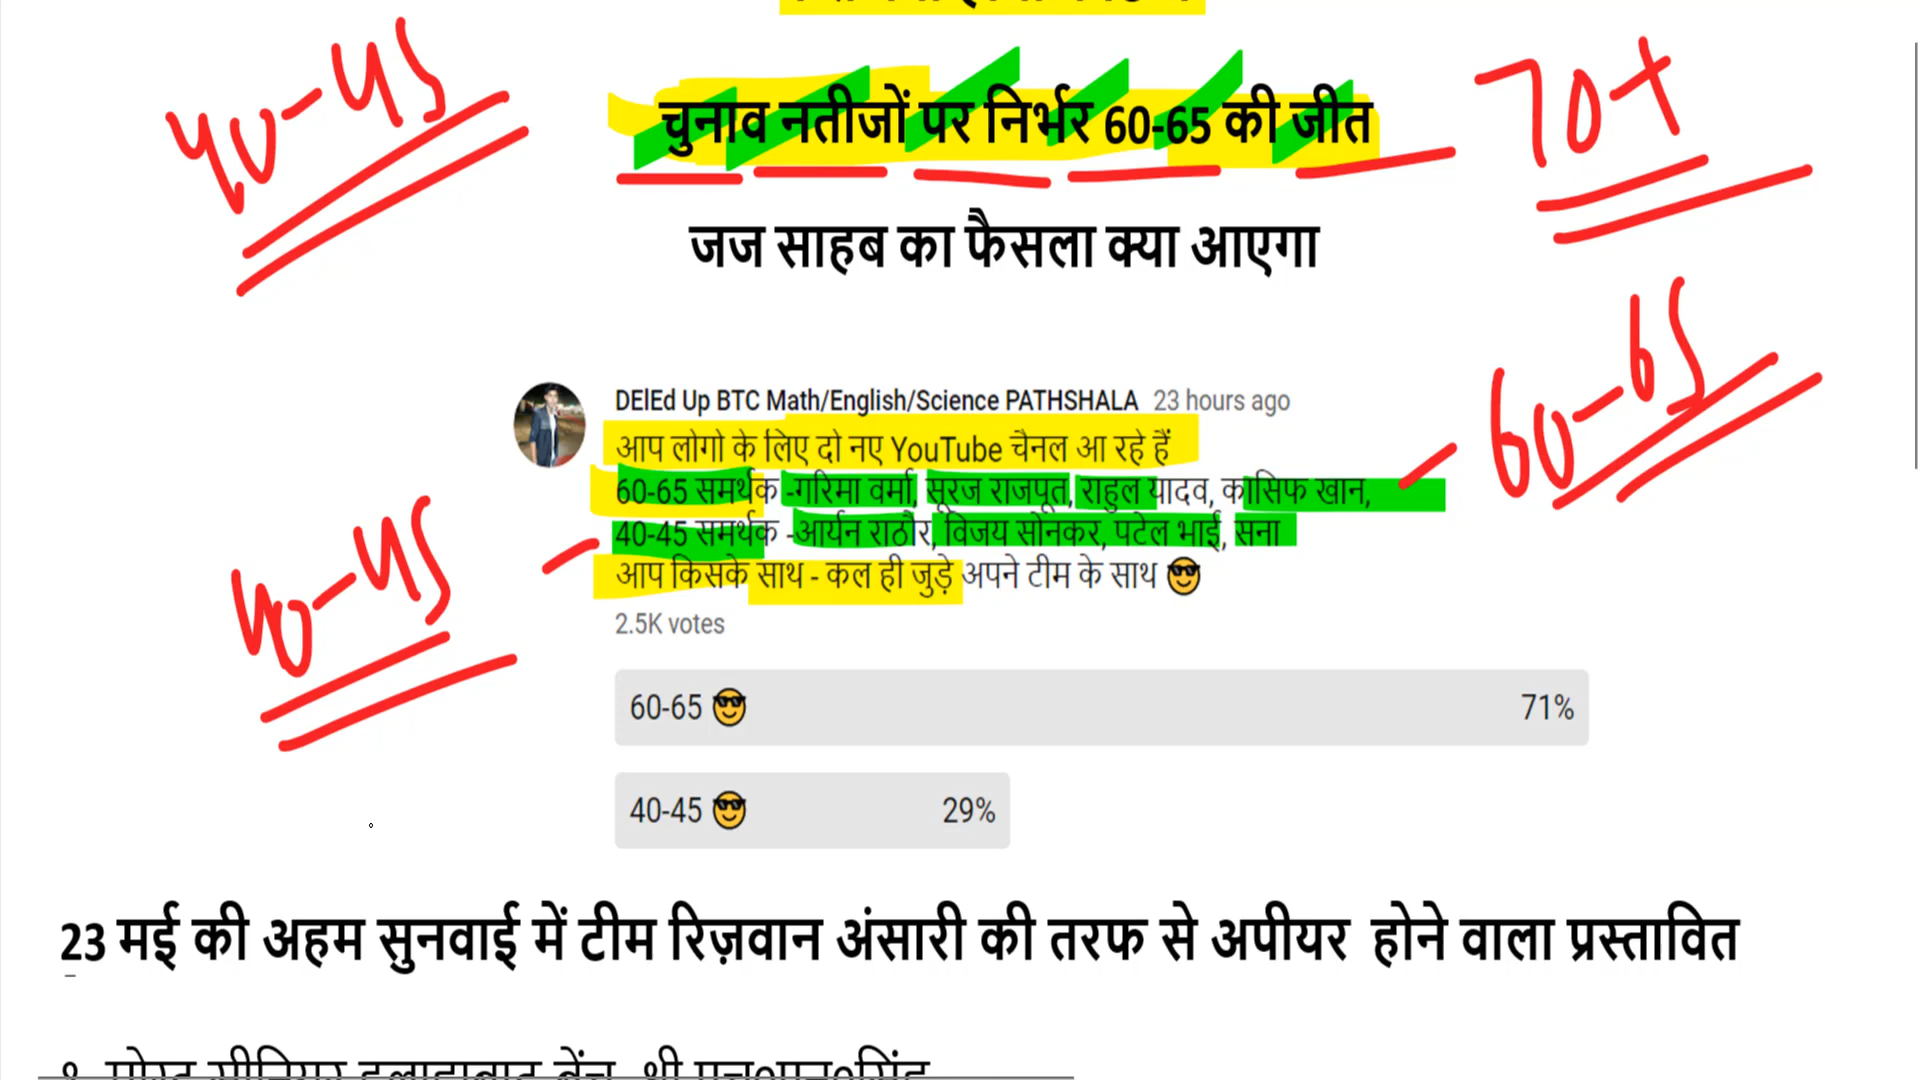 चुनाव नतीजों पर निर्भर 60-65 की जीत
40-45
70+
जज साहब का फैसला क्या आएगा
60-65
DElEd Up BTC Math/English/Science PATHSHALA 23 hours ago
आप लोगो के लिए दो नए YouTube चैनल आ रहे हैं
60-65 समर्थक -गरिमा वर्मा, सूरज राजपूत, राहुल यादव, कासिफ खान,
40-45 समर्थक -आर्यन राठौर, विजय सोनकर, पटेल भाई, सना
आप किसके साथ - कल ही जुड़े अपने टीम के साथ 😎
40-45
2.5K votes
60-65 😎 71%
40-45 😎 29%
23 मई की अहम सुनवाई में टीम रिज़वान अंसारी की तरफ से अपीयर होने वाला प्रस्तावित